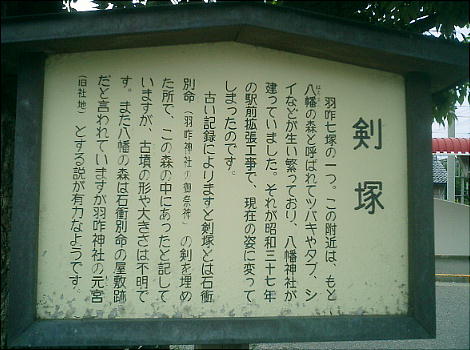 剣塚
羽咋七塚の一つ。この附近は、もと
八幡の森と呼ばれてツバキやタブ、シ
イなどが生い繁っており、八幡神社が
建っていました。それが昭和三十七年
の駅前拡張工事で、現在の姿に変って
しまったのです。
古い記録によりますと剣塚とは石衝
別命（羽咋神社の御祭神）の剣を埋め
た所で、この森の中にあったと記して
いますが、古墳の形や大きさは不明で
す。また八幡の森は石衝別命の屋敷跡
だと言われていますが羽咋神社の元宮
（旧社地）とする説が有力なようです。